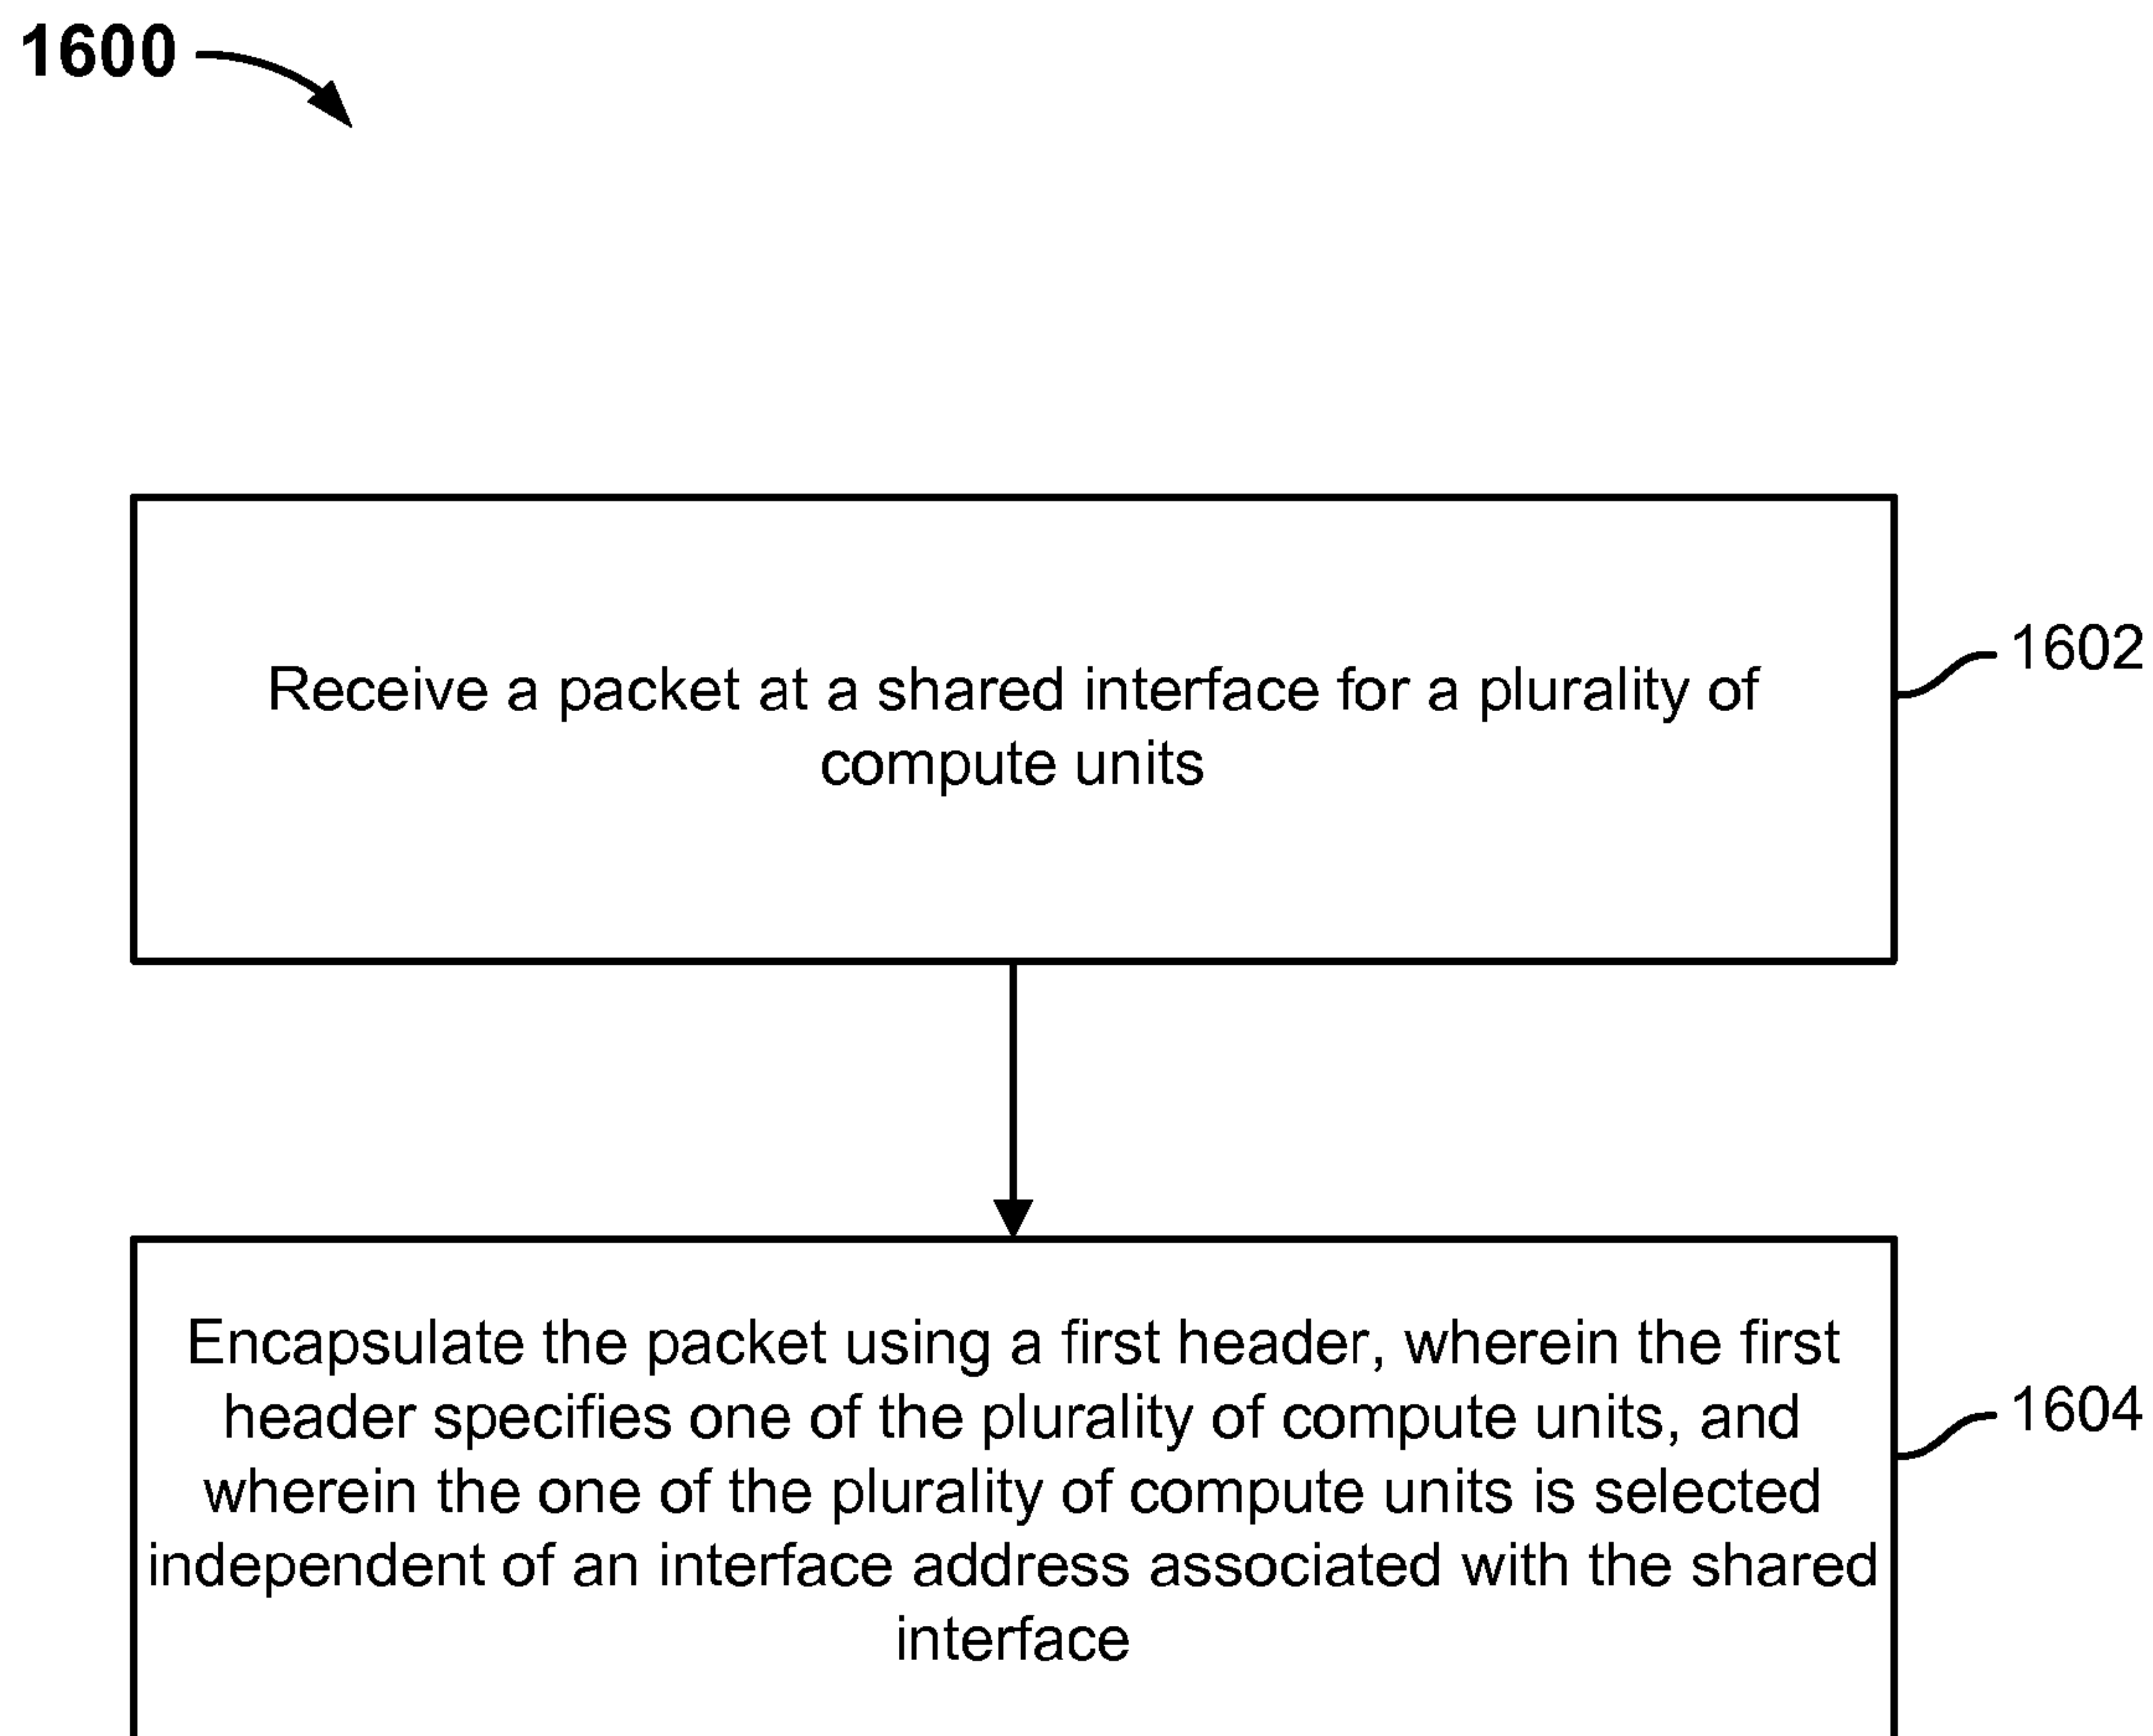 1600
Receive a packet at a shared interface for a plurality of
compute units
1602
Encapsulate the packet using a first header, wherein the first
header specifies one of the plurality of compute units, and
wherein the one of the plurality of compute units is selected
independent of an interface address associated with the shared
interface
1604